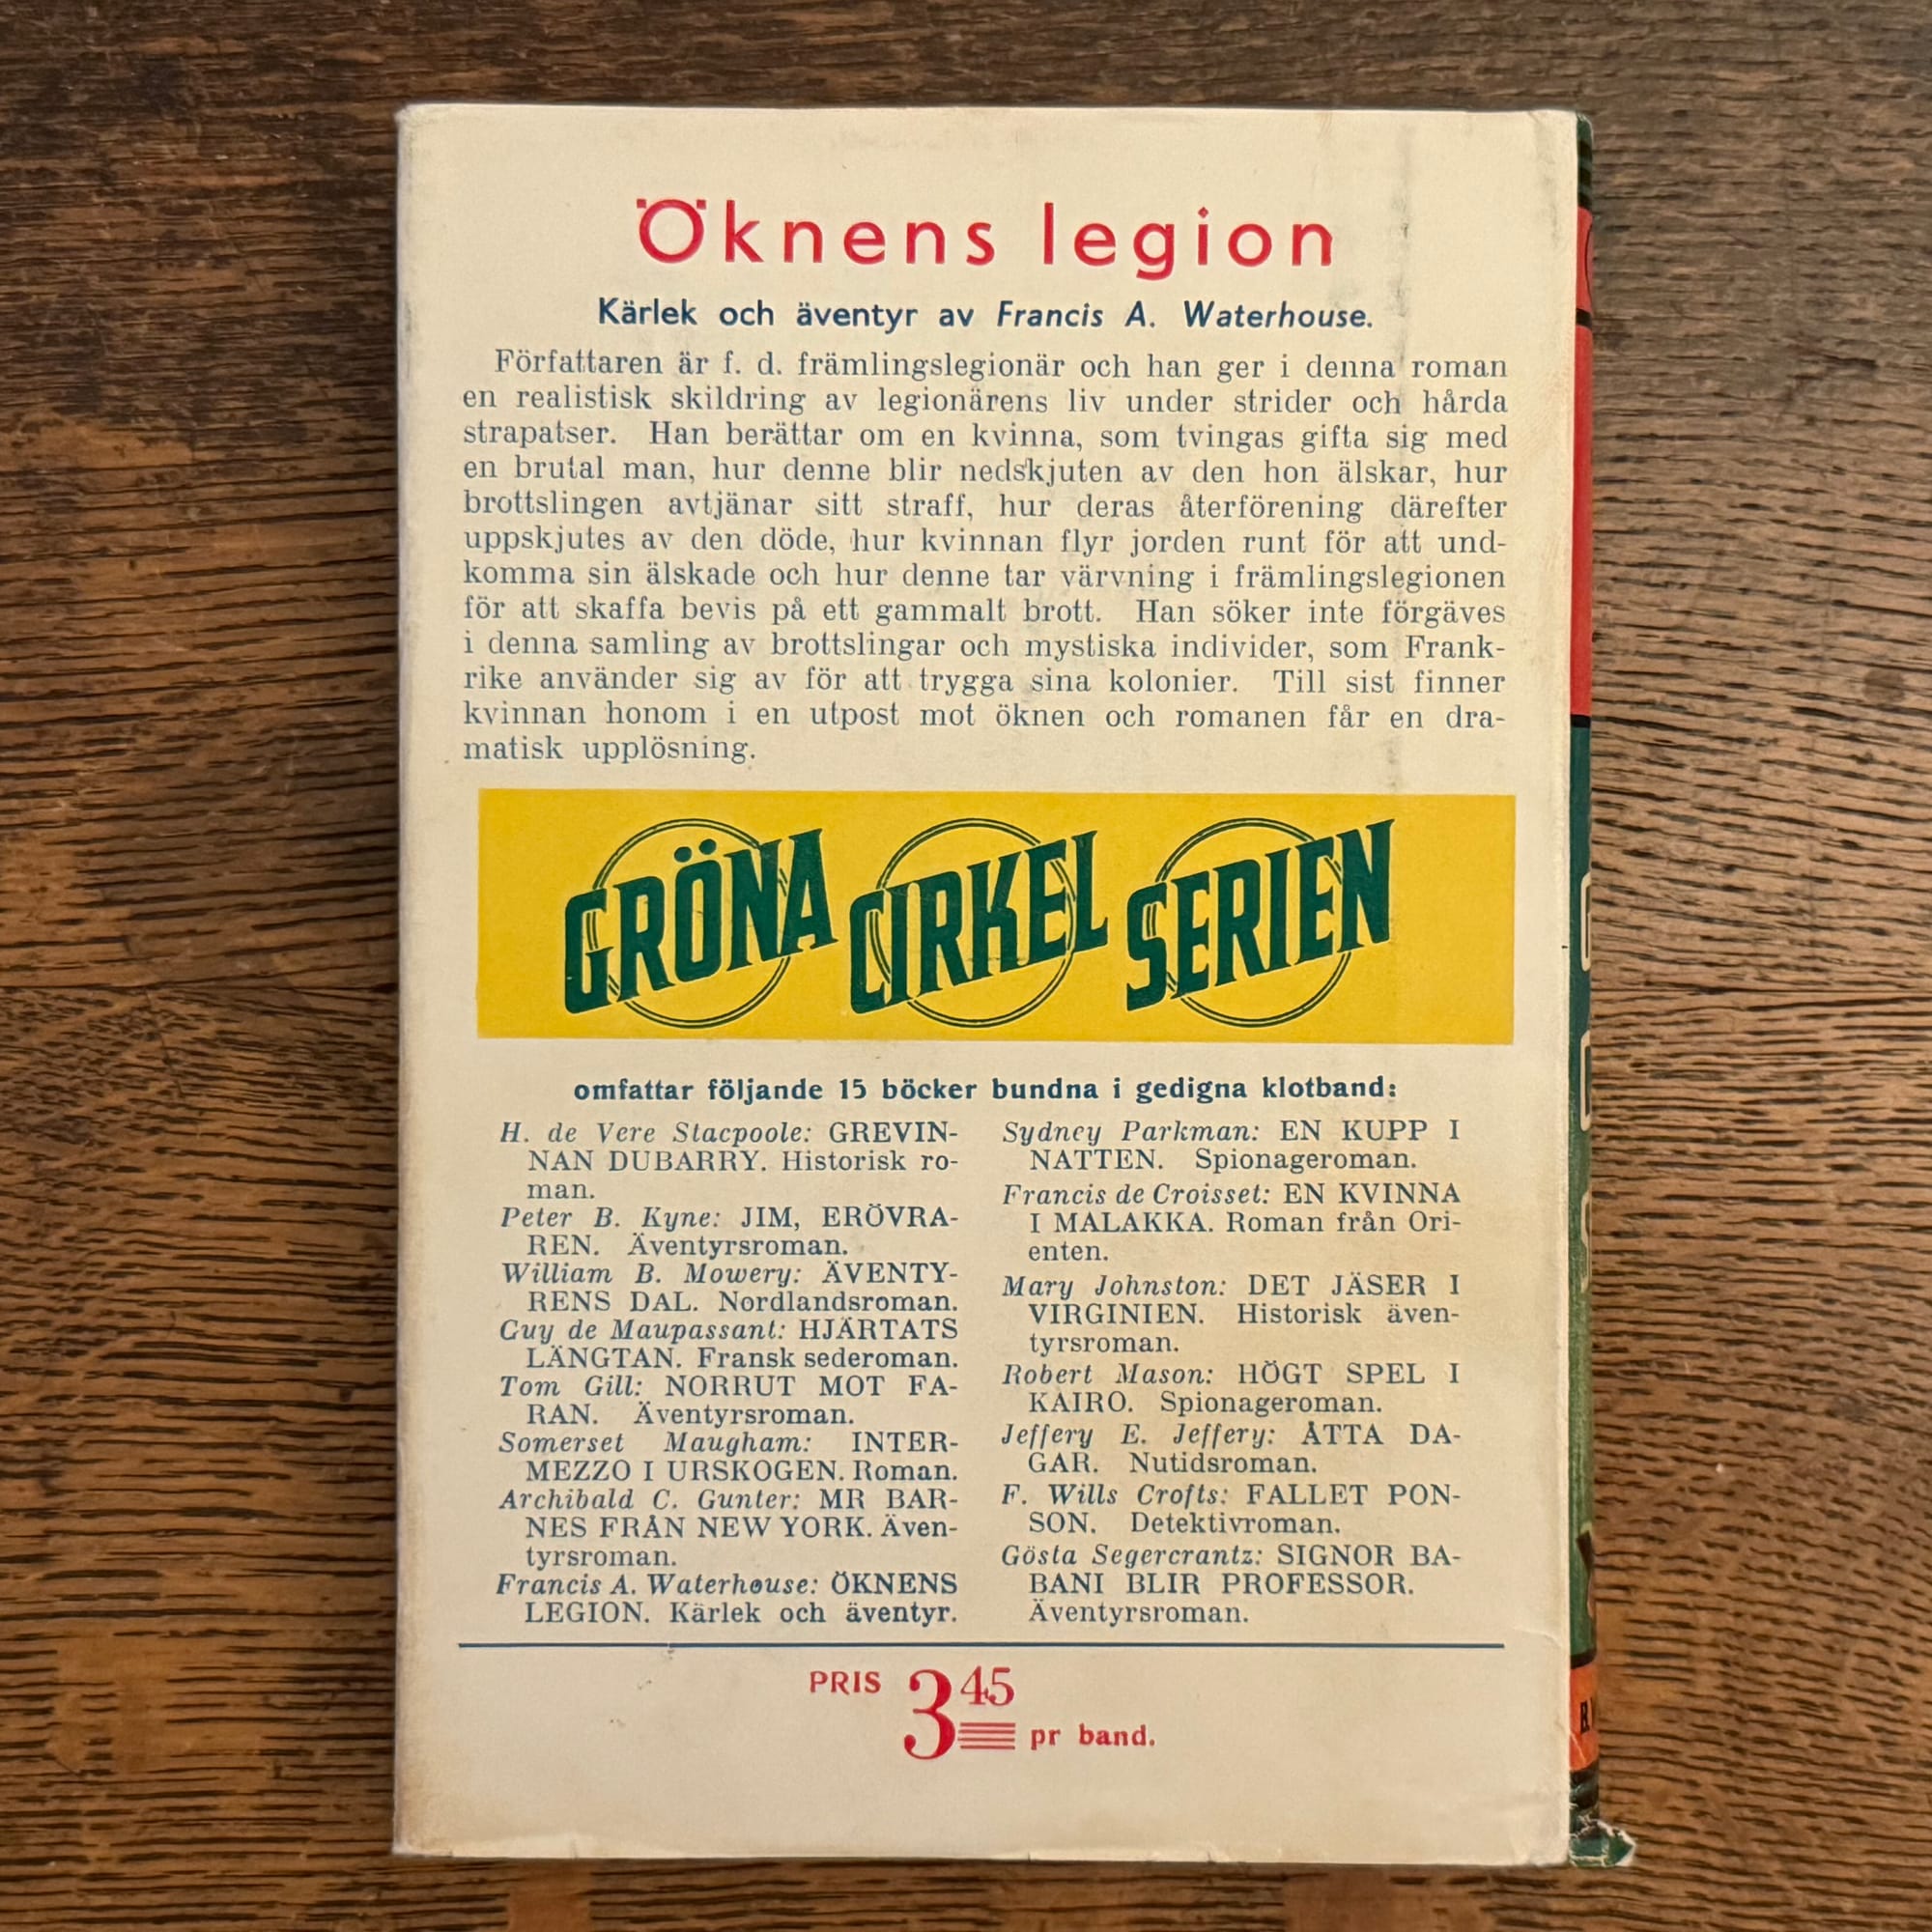 Öknens legion
Kärlek och äventyr av Francis A. Waterhouse.
Författaren är f. d. främlingslegionär och han ger i denna roman
en realistisk skildring av legionärens liv under strider och hårda
strapatser. Han berättar om en kvinna, som tvingas gifta sig med
en brutal man, hur denne blir nedskjuten av den hon älskar, hur
brottslingen avtjänar sitt straff, hur deras återförening därefter
uppskjutes av den döde, hur kvinnan flyr jorden runt för att und-
komma sin älskade och hur denne tar värvning i främlingslegionen
för att skaffa bevis på ett gammalt brott. Han söker inte förgäves
i denna samling av brottslingar och mystiska individer, som Frank-
rike använder sig av för att trygga sina kolonier. Till sist finner
kvinnan honom i en utpost mot öknen och romanen får en dra-
matisk upplösning.
GRÖNA CIRKEL SERIEN
omfattar följande 15 böcker bundna i gedigna klotband:
H. de Vere Stacpoole: GREVIN-
NAN DUBARRY. Historisk ro-
man.
Peter B. Kyne: JIM, ERÖVRA-
REN. Äventyrsroman.
William B. Mowery: ÄVENTY-
RENS DAL. Nordlandsroman.
Guy de Maupassant: HJÄRTATS
LÄNGTAN. Fransk sederoman.
Tom Gill: NORRUT MOT FA-
RAN. Äventyrsroman.
Somerset Maugham: INTER-
MEZZO I URSKOGEN. Roman.
Archibald C. Gunter: MR BAR-
NES FRÅN NEW YORK. Även-
tyrsroman.
Francis A. Waterhouse: ÖKNENS
LEGION. Kärlek och äventyr.
Sydney Parkman: EN KUPP I
NATTEN. Spionageroman.
Francis de Croisset: EN KVINNA
I MALAKKA. Roman från Ori-
enten.
Mary Johnston: DET JÄSER I
VIRGINIEN. Historisk även-
tyrsroman.
Robert Mason: HÖGT SPEL I
KAIRO. Spionageroman.
Jeffery E. Jeffery: ÅTTA DA-
GAR. Nutidsroman.
F. Wills Crofts: FALLET PON-
SON. Detektivroman.
Gösta Segercrantz: SIGNOR BA-
BANI BLIR PROFESSOR.
Äventyrsroman.
PRIS 3 45 pr band.